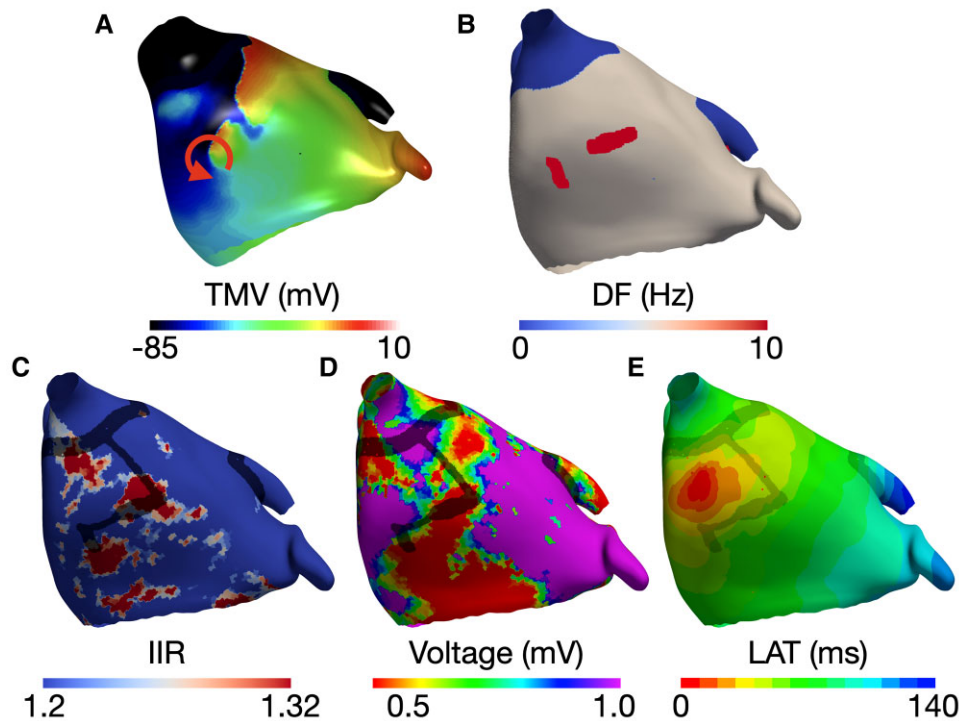 A
B
TMV (mV)
DF (Hz)
-85
10
0
10
C
D
E
IIR
Voltage (mV)
LAT (ms)
1.2
1.32
0.5
1.0
0
140